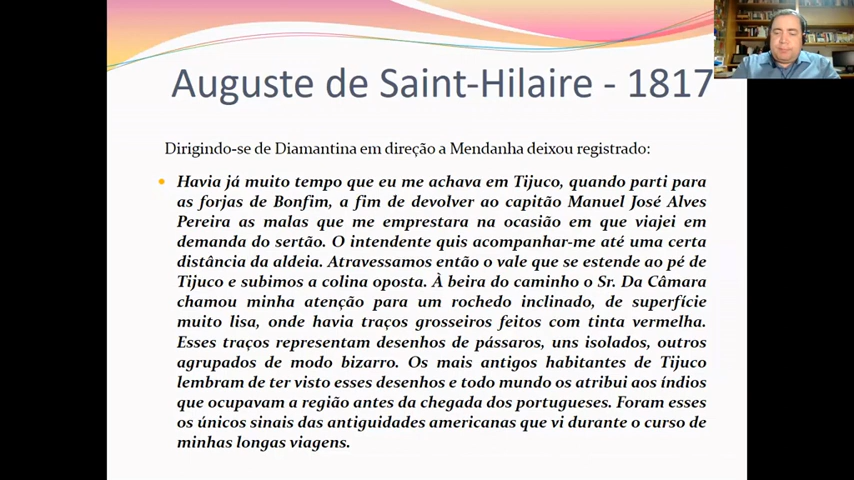 Auguste de Saint-Hilaire - 1817
Dirigindo-se de Diamantina em direção a Mendanha deixou registrado:
Havia já muito tempo que eu me achava em Tijuco, quando parti para
as forjas de Bonfim, a fim de devolver ao capitão Manuel José Alves
Pereira as malas que me emprestara na ocasião em que viajei em
demanda do sertão. O intendente quis acompanhar-me até uma certa
distância da aldeia. Atravessamos então o vale que se estende ao pé de
Tijuco e subimos a colina oposta. À beira do caminho o Sr. Da Câmara
chamou minha atenção para um rochedo inclinado, de superfície
muito lisa, onde havia traços grosseiros feitos com tinta vermelha.
Esses traços representam desenhos de pássaros, uns isolados, outros
agrupados de modo bizarro. Os mais antigos habitantes de Tijuco
lembram de ter visto esses desenhos e todo mundo os atribui aos índios
que ocupavam a região antes da chegada dos portugueses. Foram esses
os únicos sinais das antiguidades americanas que vi durante o curso de
minhas longas viagens.